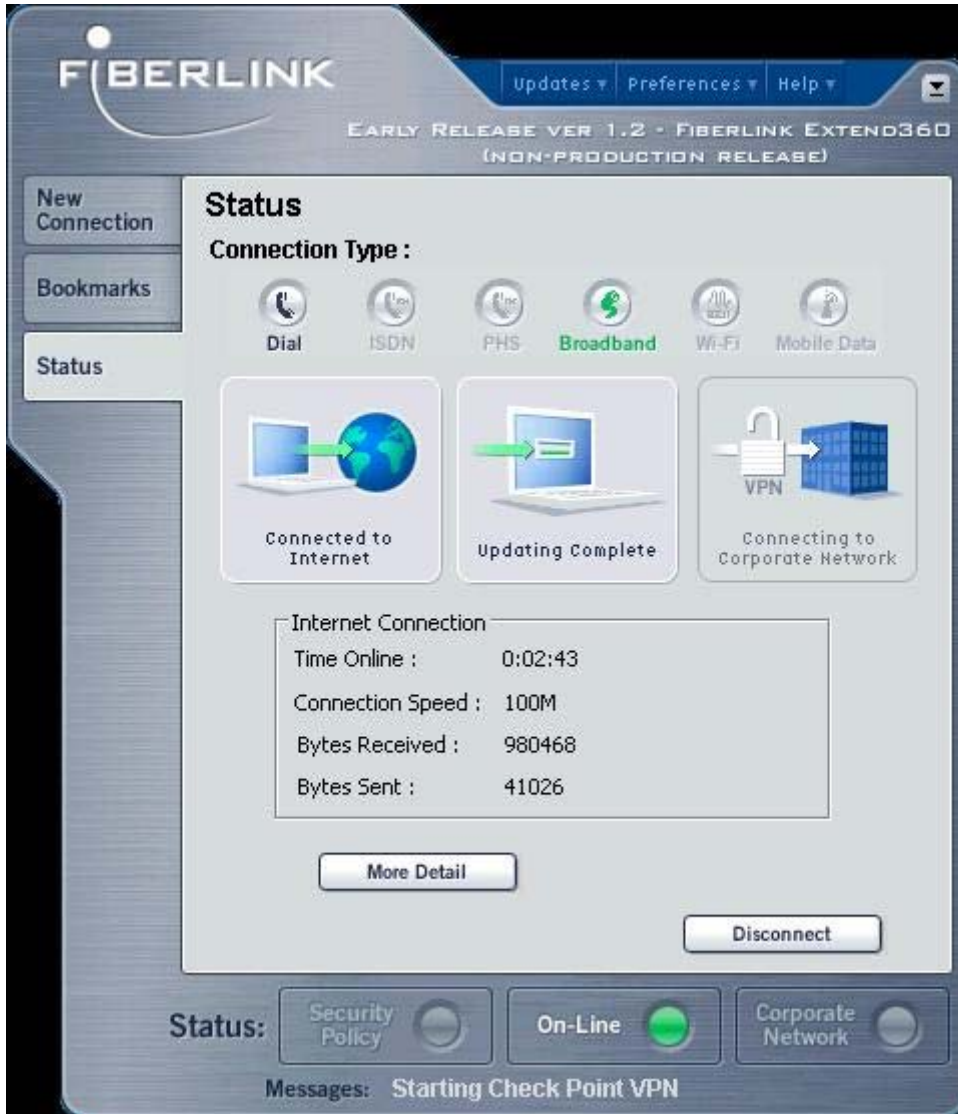 FIBERLINK
Updates Preferences Help
EARLY RELEASE VER 1.2 - FIBERLINK EXTEND360
(NON-PRODUCTION RELEASE)
New
Connection
Bookmarks
Status
Status
Connection Type :
Dial
ISDN
PHS
Broadband
Wi-Fi
Mobile Data
Connected to
Internet
Updating Complete
VPN
Connecting to
Corporate Network
Internet Connection
Time Online : 0:02:43
Connection Speed : 100M
Bytes Received : 980468
Bytes Sent : 41026
More Detail
Disconnect
Status:
Security
Policy
On-Line
Corporate
Network
Messages: Starting Check Point VPN